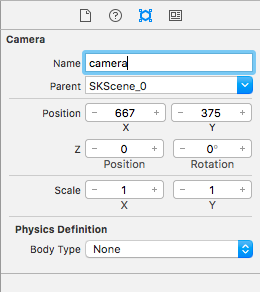 Camera
Name camera
Parent SKScene_0
Position − 667 + − 375 +
X Y
Z − 0 + − 0° +
Position Rotation
Scale − 1 + − 1 +
X Y
Physics Definition
Body Type None